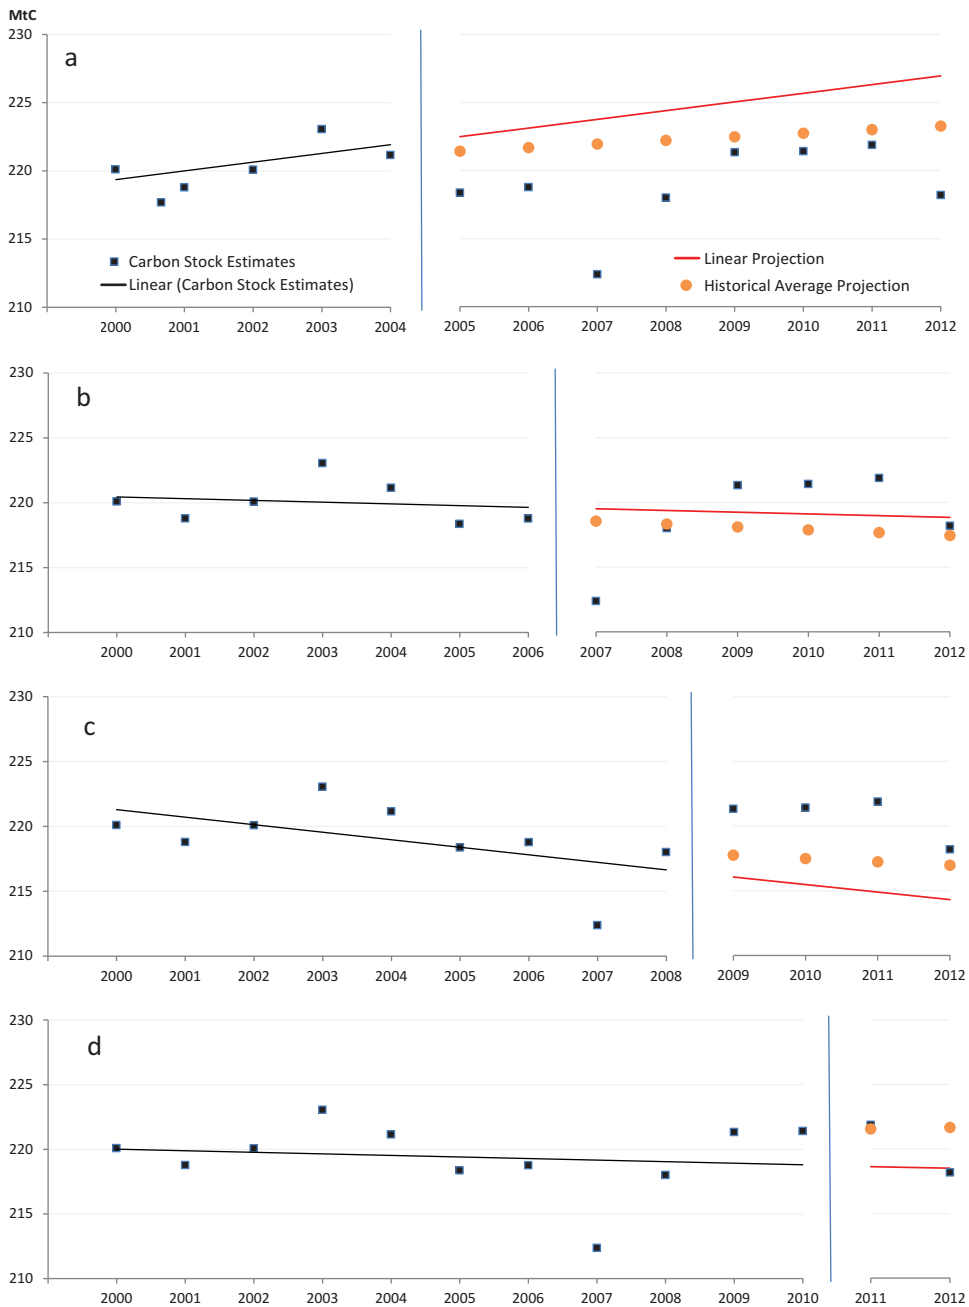 MtC
230
a
225
220
215
Carbon Stock Estimates
Linear (Carbon Stock Estimates)
Linear Projection
Historical Average Projection
210
2000 2001 2002 2003 2004 2005 2006 2007 2008 2009 2010 2011 2012
230
b
225
220
215
210
2000 2001 2002 2003 2004 2005 2006 2007 2008 2009 2010 2011 2012
230
c
225
220
215
210
2000 2001 2002 2003 2004 2005 2006 2007 2008 2009 2010 2011 2012
230
d
225
220
215
210
2000 2001 2002 2003 2004 2005 2006 2007 2008 2009 2010 2011 2012